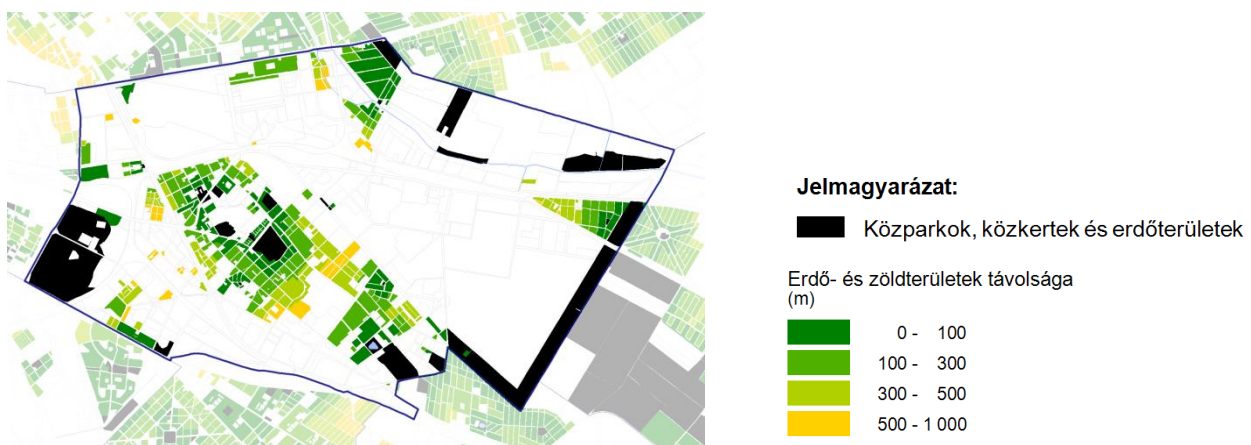 Jelmagyarázat:
Közparkok, közkertek és erdőterületek
Erdő- és zöldterületek távolsága
(m)
0 - 100
100 - 300
300 - 500
500 - 1 000